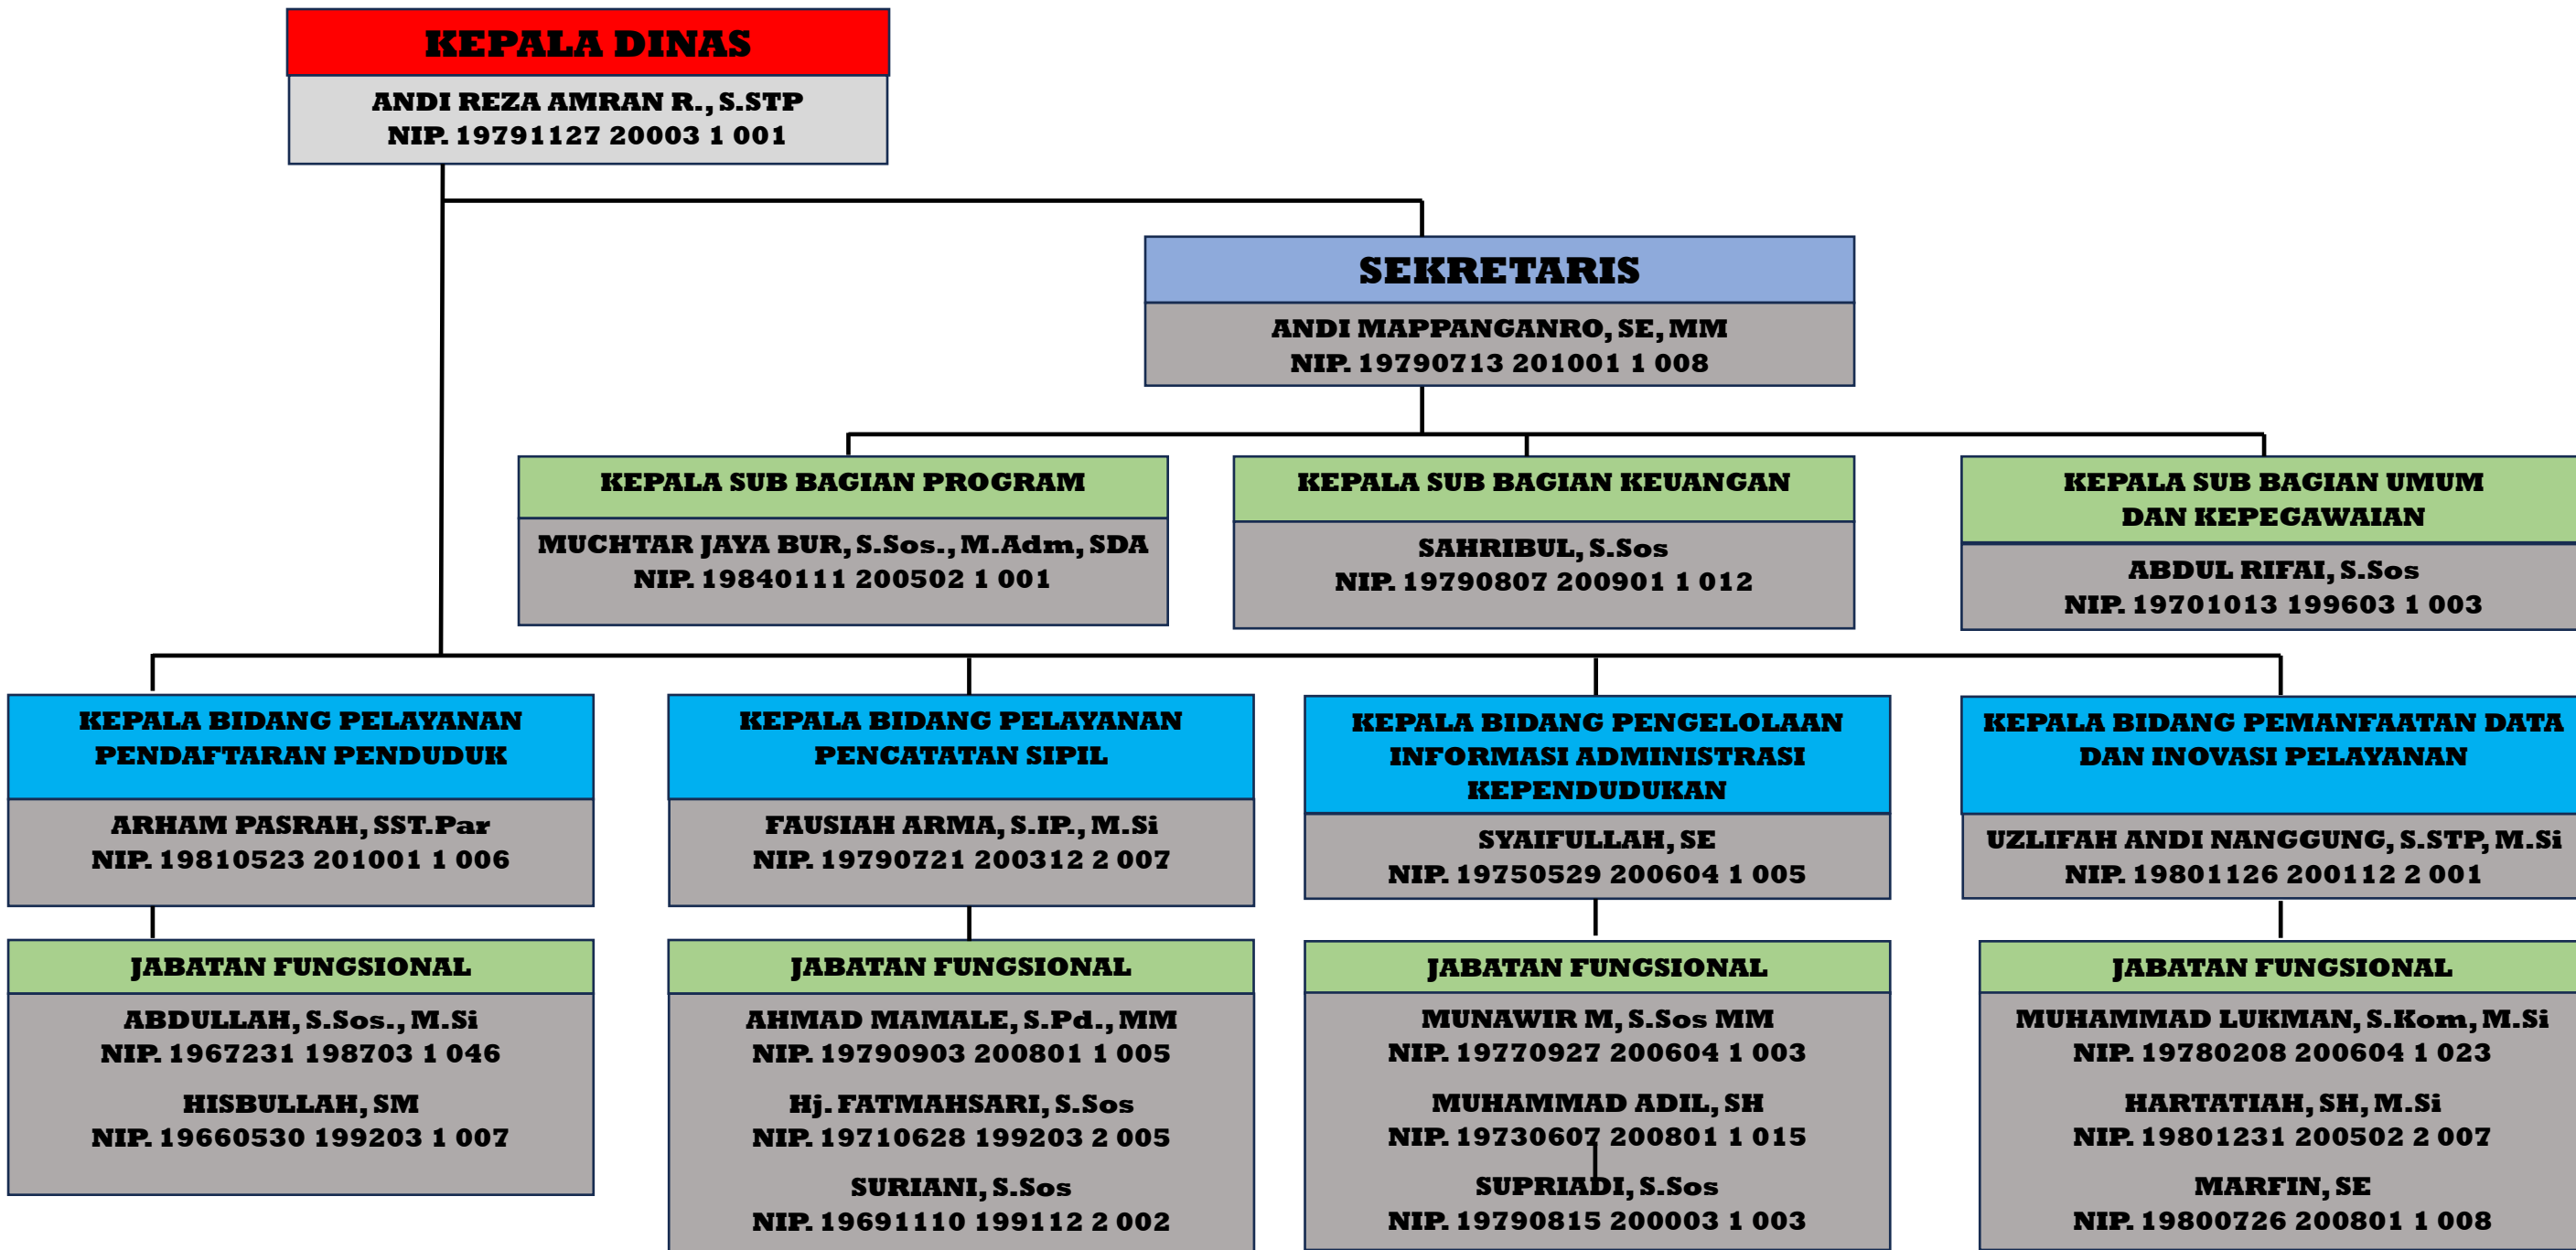 KEPALA DINAS
ANDI REZA AMRAN R., S.STP
NIP. 19791127 20003 1 001
SEKRETARIS
ANDI MAPPANGANRO, SE, MM
NIP. 19790713 201001 1 008
KEPALA SUB BAGIAN PROGRAM
MUCHTAR JAYA BUR, S.Sos., M.Adm, SDA
NIP. 19840111 200502 1 001
KEPALA SUB BAGIAN KEUANGAN
SAHRIBUL, S.Sos
NIP. 19790807 200901 1 012
KEPALA SUB BAGIAN UMUM
DAN KEPEGAWAIAN
ABDUL RIFAI, S.Sos
NIP. 19701013 199603 1 003
KEPALA BIDANG PELAYANAN
PENDAFTARAN PENDUDUK
ARHAM PASRAH, SST.Par
NIP. 19810523 201001 1 006
KEPALA BIDANG PELAYANAN
PENCATATAN SIPIL
FAUSIAH ARMA, S.IP., M.Si
NIP. 19790721 200312 2 007
KEPALA BIDANG PENGELOLAAN
INFORMASI ADMINISTRASI
KEPENDUDUKAN
SYAIFULLAH, SE
NIP. 19750529 200604 1 005
KEPALA BIDANG PEMANFAATAN DATA
DAN INOVASI PELAYANAN
UZLIFAH ANDI NANGGUNG, S.STP, M.Si
NIP. 19801126 200112 2 001
JABATAN FUNGSIONAL
ABDULLAH, S.Sos., M.Si
NIP. 1967231 198703 1 046
HISBULLAH, SM
NIP. 19660530 199203 1 007
JABATAN FUNGSIONAL
AHMAD MAMALE, S.Pd., MM
NIP. 19790903 200801 1 005
Hj. FATMAHSARI, S.Sos
NIP. 19710628 199203 2 005
SURIANI, S.Sos
NIP. 19691110 199112 2 002
JABATAN FUNGSIONAL
MUNAWIR M, S.Sos MM
NIP. 19770927 200604 1 003
MUHAMMAD ADIL, SH
NIP. 19730607 200801 1 015
SUPRIADI, S.Sos
NIP. 19790815 200003 1 003
JABATAN FUNGSIONAL
MUHAMMAD LUKMAN, S.Kom, M.Si
NIP. 19780208 200604 1 023
HARTATIAH, SH, M.Si
NIP. 19801231 200502 2 007
MARFIN, SE
NIP. 19800726 200801 1 008